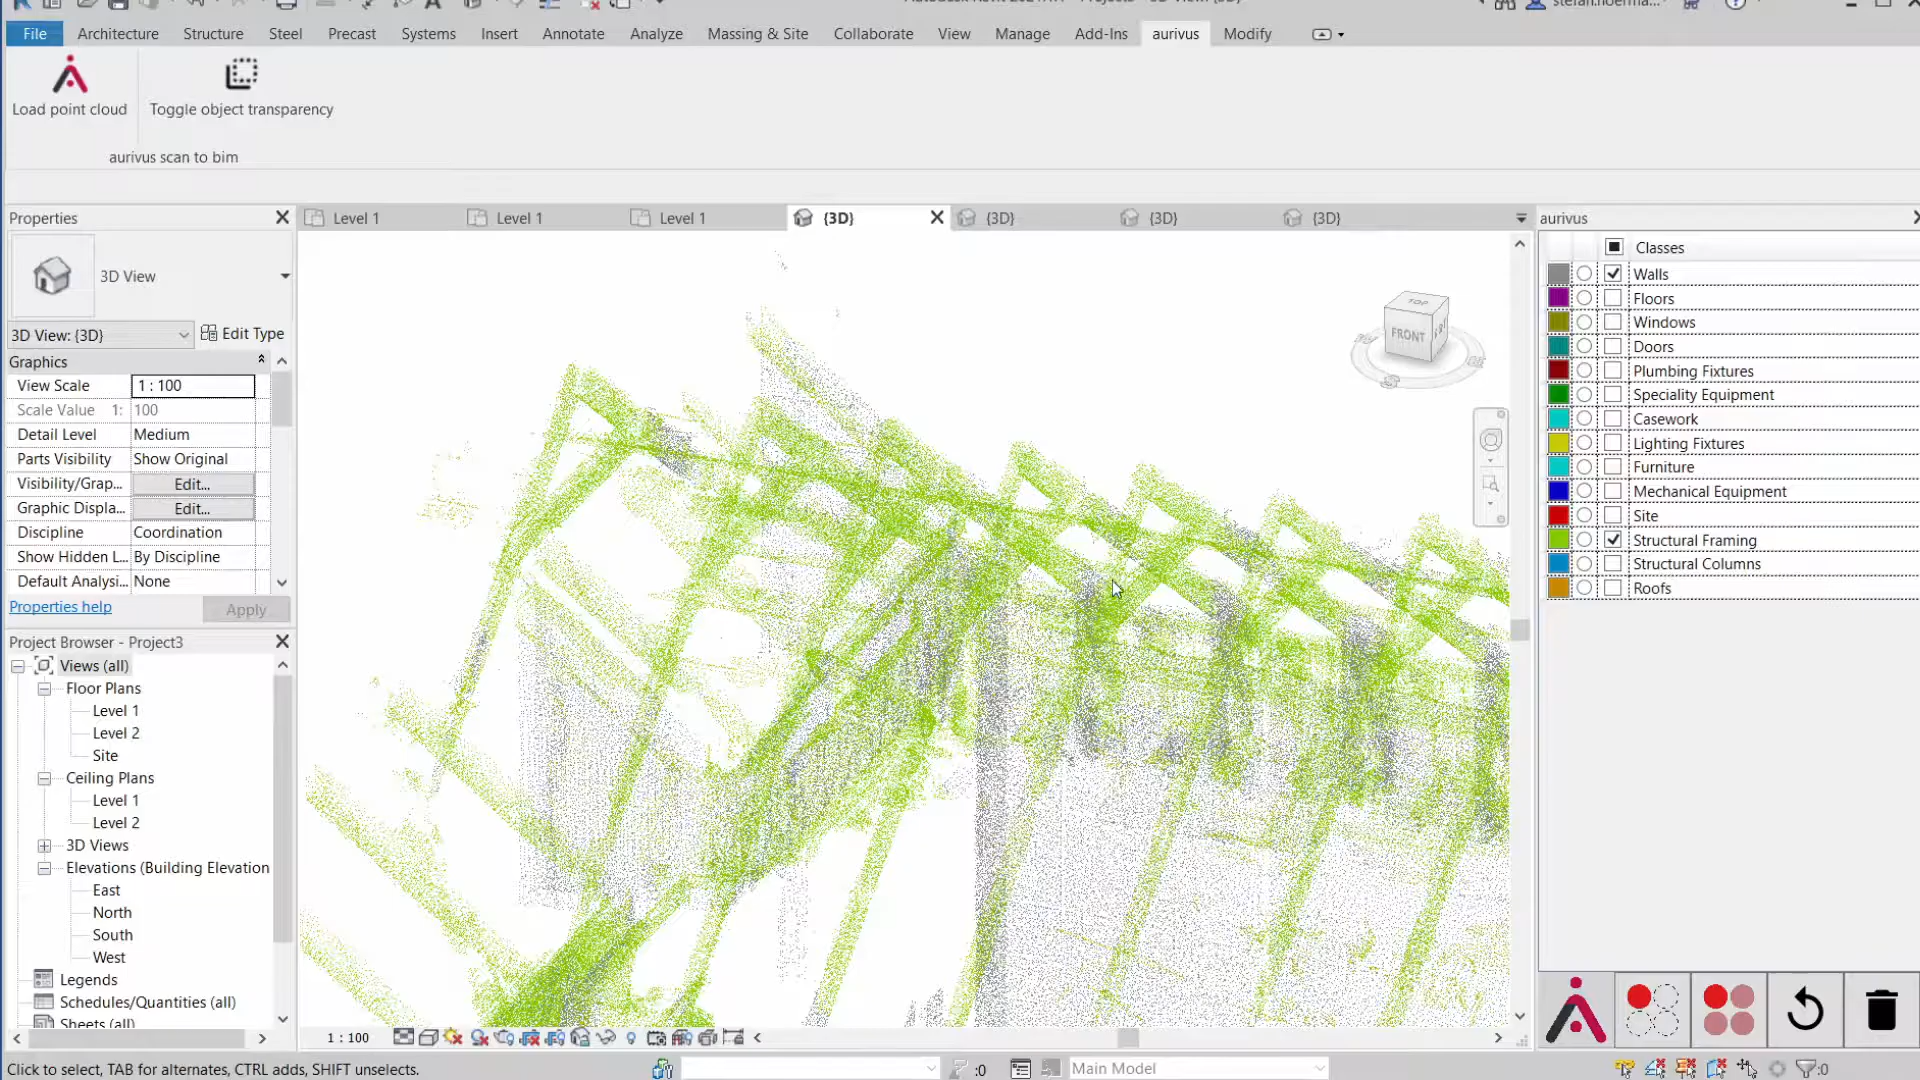 File Architecture Structure Steel Precast Systems Insert Annotate Analyze Massing & Site Collaborate View Manage Add-Ins aurivus Modify
Load point cloud
Toggle object transparency
aurivus scan to bim
Properties
Level 1
Level 1
Level 1
{3D}
{3D}
{3D}
{3D}
aurivus
3D View
3D View: {3D}
Edit Type
Graphics
View Scale 1 : 100
Scale Value 1: 100
Detail Level Medium
Parts Visibility Show Original
Visibility/Grap... Edit...
Graphic Displa... Edit...
Discipline Coordination
Show Hidden L... By Discipline
Default Analysi... None
Properties help
Apply
Project Browser - Project3
Views (all)
Floor Plans
Level 1
Level 2
Site
Ceiling Plans
Level 1
Level 2
3D Views
Elevations (Building Elevation
East
North
South
West
Legends
Schedules/Quantities (all)
Sheets (all)
TOP
FRONT
Classes
Walls
Floors
Windows
Doors
Plumbing Fixtures
Speciality Equipment
Casework
Lighting Fixtures
Furniture
Mechanical Equipment
Site
Structural Framing
Structural Columns
Roofs
1 : 100
Click to select, TAB for alternates, CTRL adds, SHIFT unselects.
:0
Main Model
:0